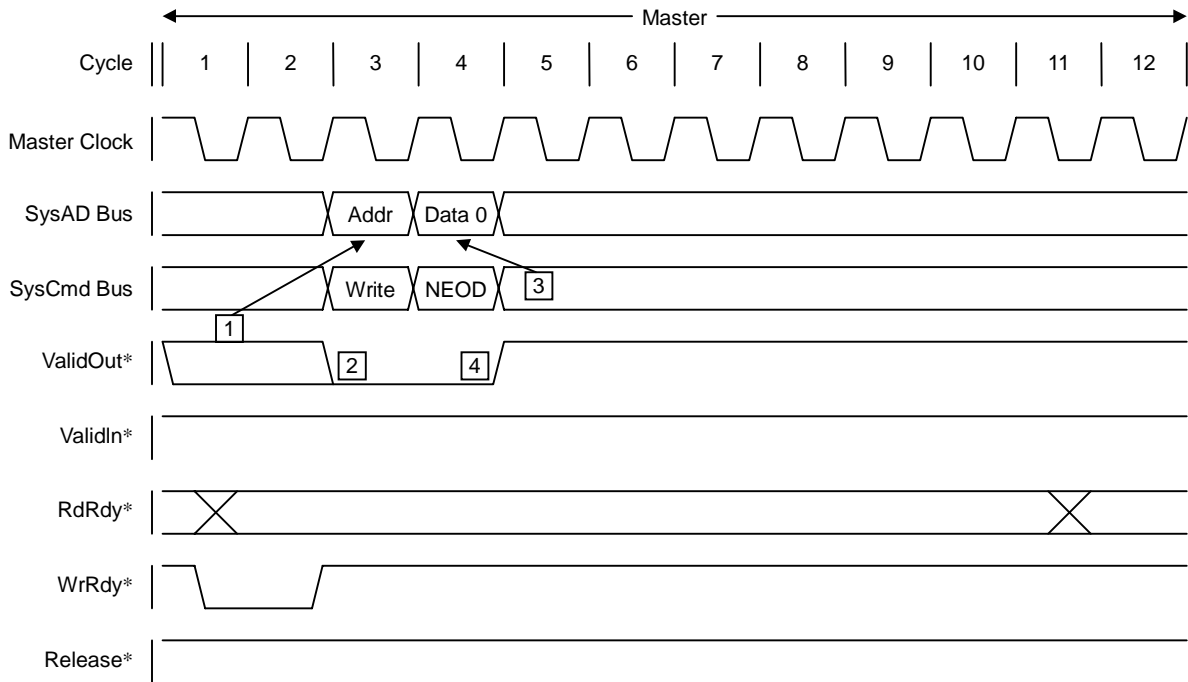 Master
Cycle 1 2 3 4 5 6 7 8 9 10 11 12
Master Clock
SysAD Bus Addr Data 0
SysCmd Bus Write NEOD 3
1
ValidOut* 2 4
ValidIn*
RdRdy*
WrRdy*
Release*